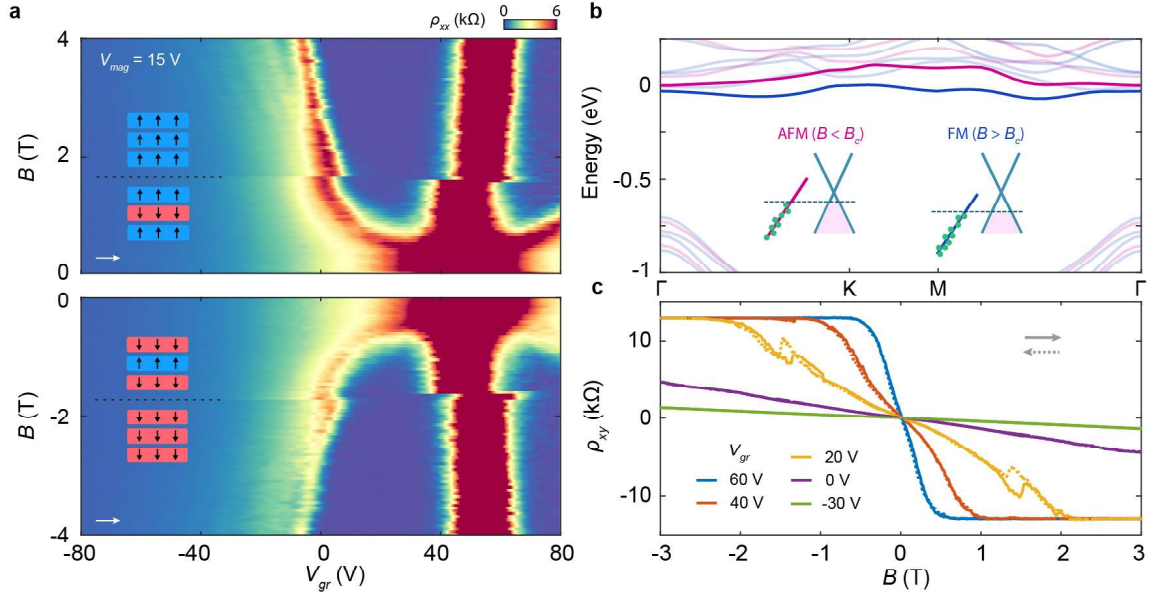 a
ρxx (kΩ)
0 6
Vmag = 15 V
4
2
0
B (T)
0
-2
-4
B (T)
-80 -40 0 40 80
Vgr (V)
b
0
-0.5
-1
Energy (eV)
AFM (B < Bc)
FM (B > Bc)
Γ K M Γ
c
10
0
-10
ρxy (kΩ)
Vgr
60 V
40 V
20 V
0 V
-30 V
-3 -2 -1 0 1 2 3
B (T)